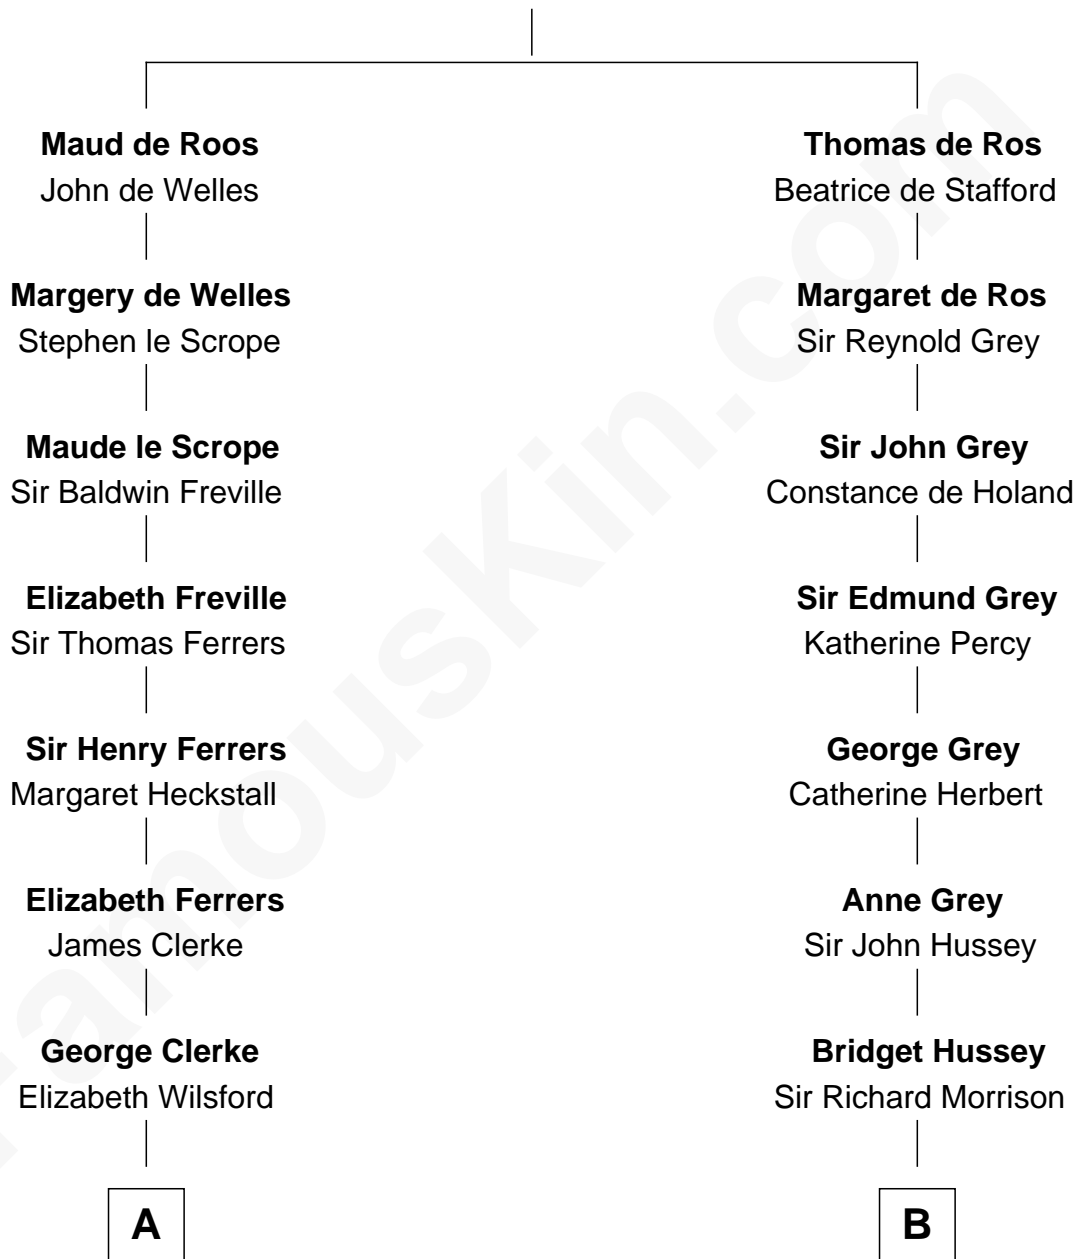 Maud de Roos
John de Welles
Margery de Welles
Stephen le Scrope
Maude le Scrope
Sir Baldwin Freville
Elizabeth Freville
Sir Thomas Ferrers
Sir Henry Ferrers
Margaret Heckstall
Elizabeth Ferrers
James Clerke
George Clerke
Elizabeth Wilsford
A
Thomas de Ros
Beatrice de Stafford
Margaret de Ros
Sir Reynold Grey
Sir John Grey
Constance de Holand
Sir Edmund Grey
Katherine Percy
George Grey
Catherine Herbert
Anne Grey
Sir John Hussey
Bridget Hussey
Sir Richard Morrison
B
FamousKin.com